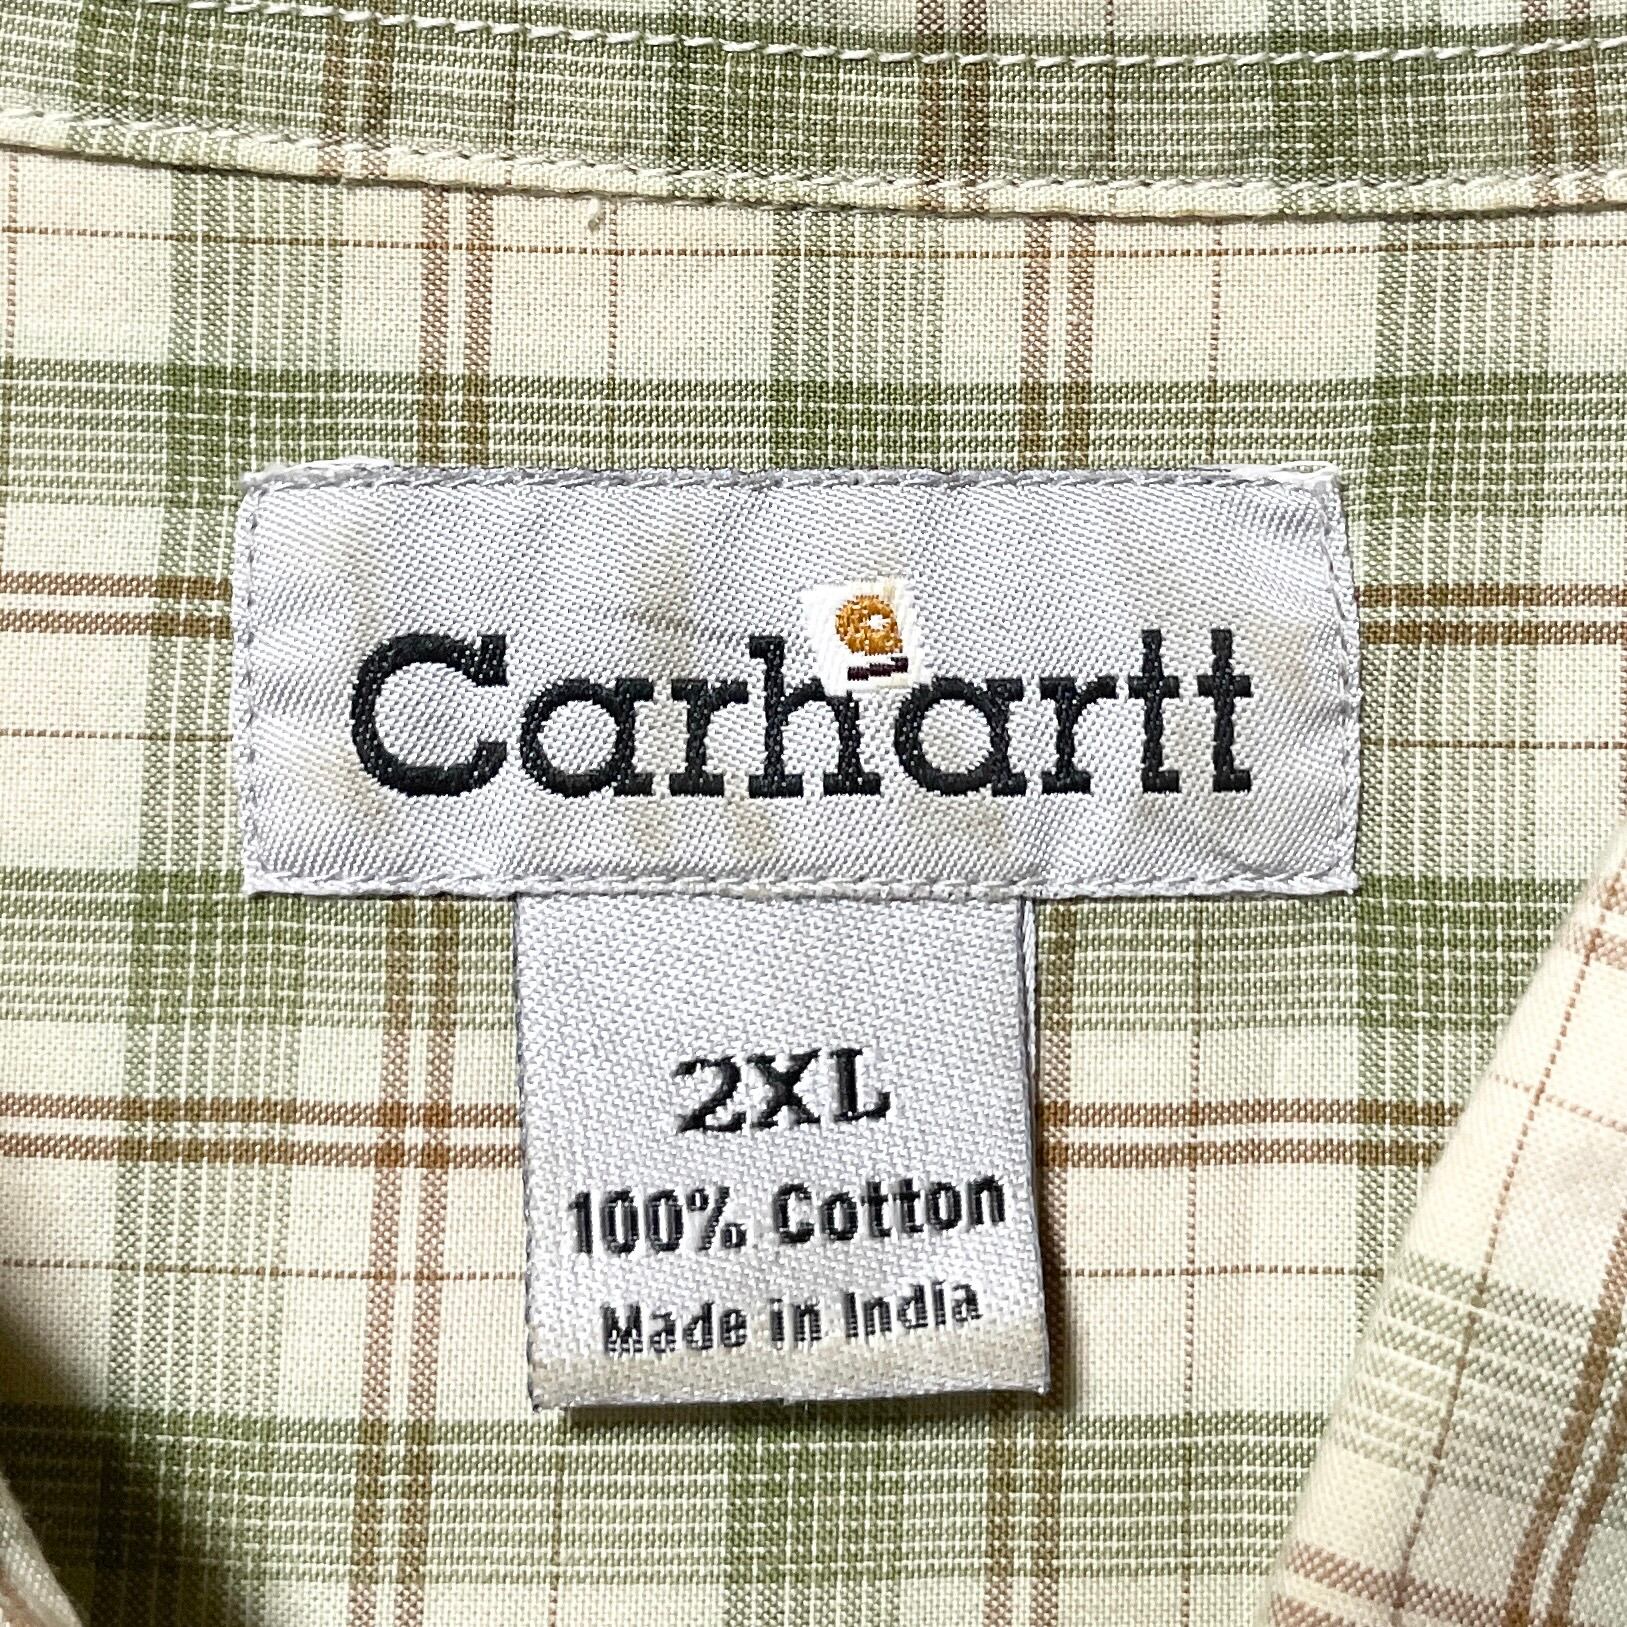 Carhartt
2XL
100% Cotton
Made in India